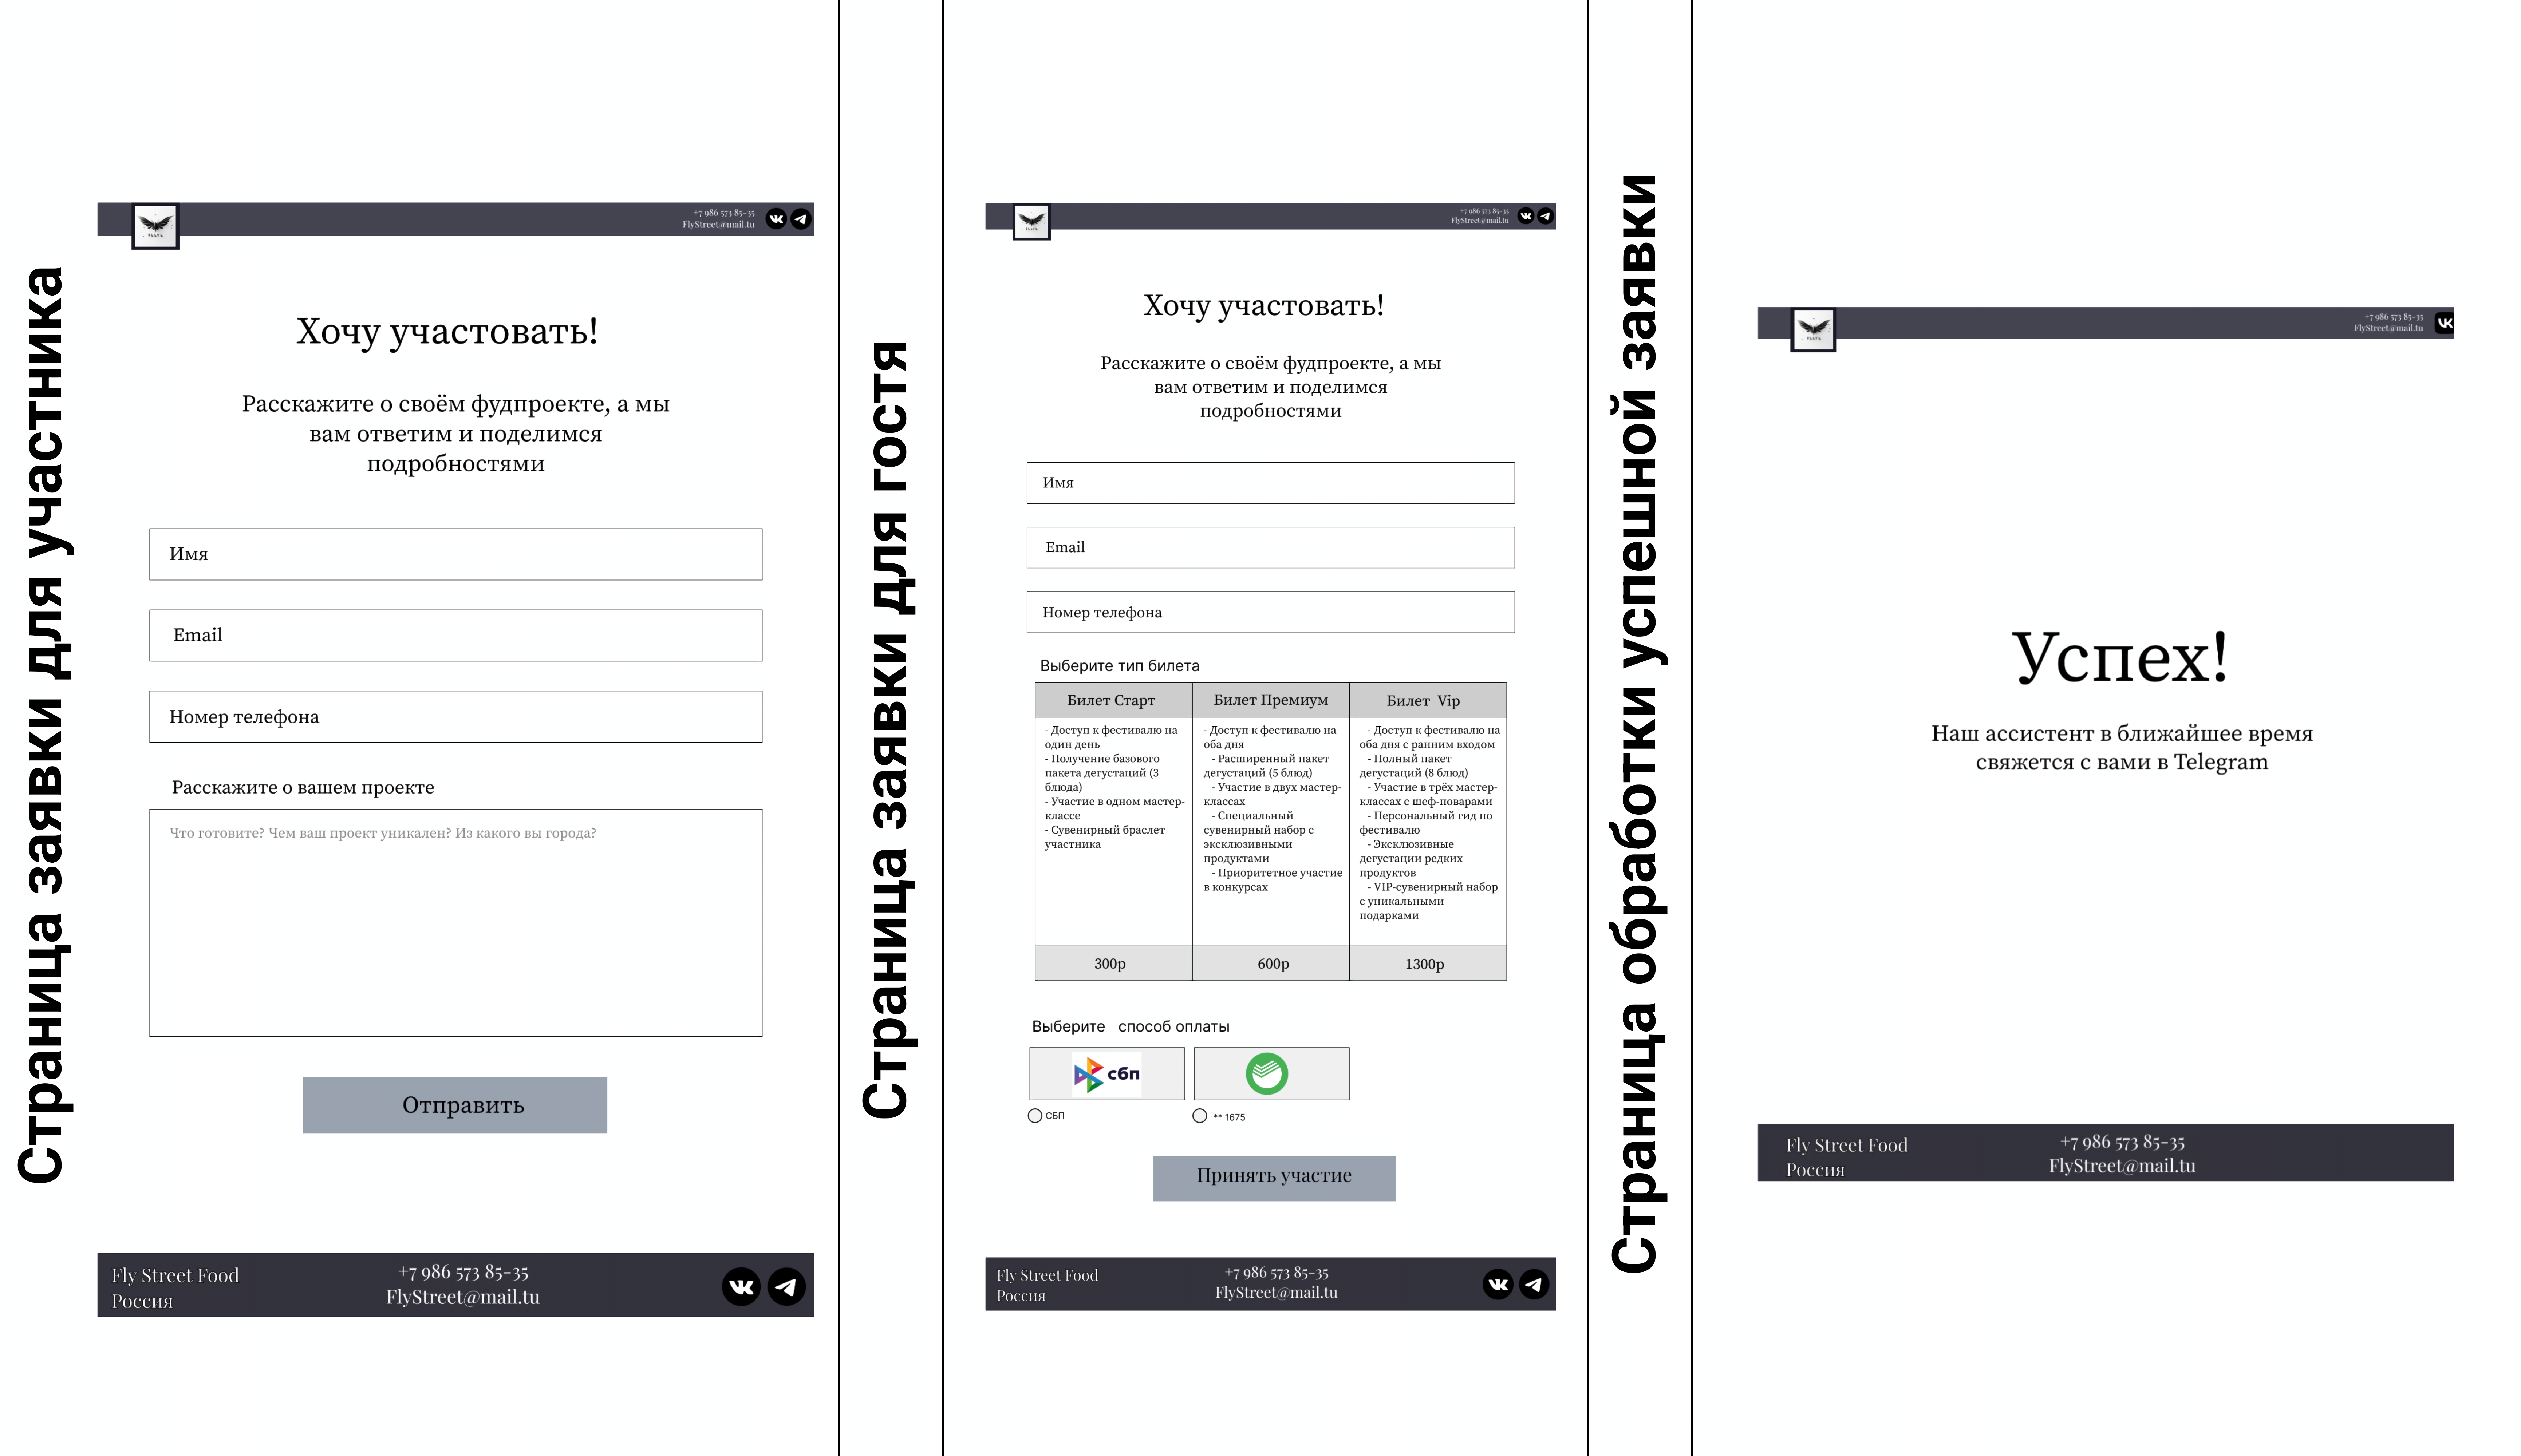 Страница заявки для участника
+7 986 573 85-35
FlyStreet@mail.tu
Хочу участовать!
Расскажите о своём фудпроекте, а мы
вам ответим и поделимся
подробностями
Имя
Email
Номер телефона
Расскажите о вашем проекте
Что готовите? Чем ваш проект уникален? Из какого вы города?
Отправить
Fly Street Food
Россия
+7 986 573 85-35
FlyStreet@mail.tu
Страница заявки для гостя
+7 986 573 85-35
FlyStreet@mail.tu
Хочу участовать!
Расскажите о своём фудпроекте, а мы
вам ответим и поделимся
подробностями
Имя
Email
Номер телефона
Выберите тип билета
Билет Старт
- Доступ к фестивалю на
один день
- Получение базового
пакета дегустаций (3
блюда)
- Участие в одном мастер-
классе
- Сувенирный браслет
участника
300р
Билет Премиум
- Доступ к фестивалю на
оба дня
- Расширенный пакет
дегустаций (5 блюд)
- Участие в двух мастер-
классах
- Специальный
сувенирный набор с
эксклюзивными
продуктами
- Приоритетное участие
в конкурсах
600р
Билет Vip
- Доступ к фестивалю на
оба дня с ранним входом
- Полный пакет
дегустаций (8 блюд)
- Участие в трёх мастер-
классах с шеф-поварами
- Персональный гид по
фестивалю
- Эксклюзивные
дегустации редких
продуктов
- VIP-сувенирный набор
с уникальными
подарками
1300р
Выберите способ оплаты
сбп
СБП
** 1675
Принять участие
Fly Street Food
Россия
+7 986 573 85-35
FlyStreet@mail.tu
Страница обработки успешной заявки
+7 986 573 85-35
FlyStreet@mail.tu
Успех!
Наш ассистент в ближайшее время
свяжется с вами в Telegram
Fly Street Food
Россия
+7 986 573 85-35
FlyStreet@mail.tu